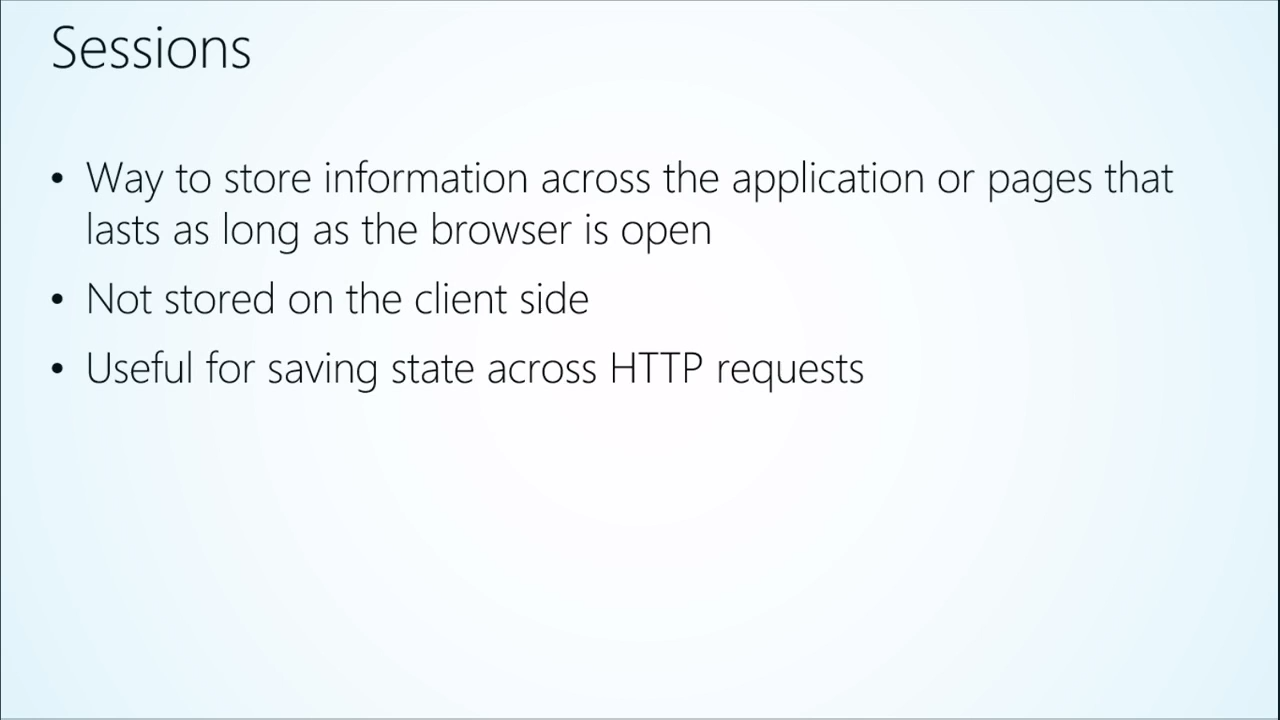 Sessions
• Way to store information across the application or pages that
lasts as long as the browser is open
• Not stored on the client side
• Useful for saving state across HTTP requests